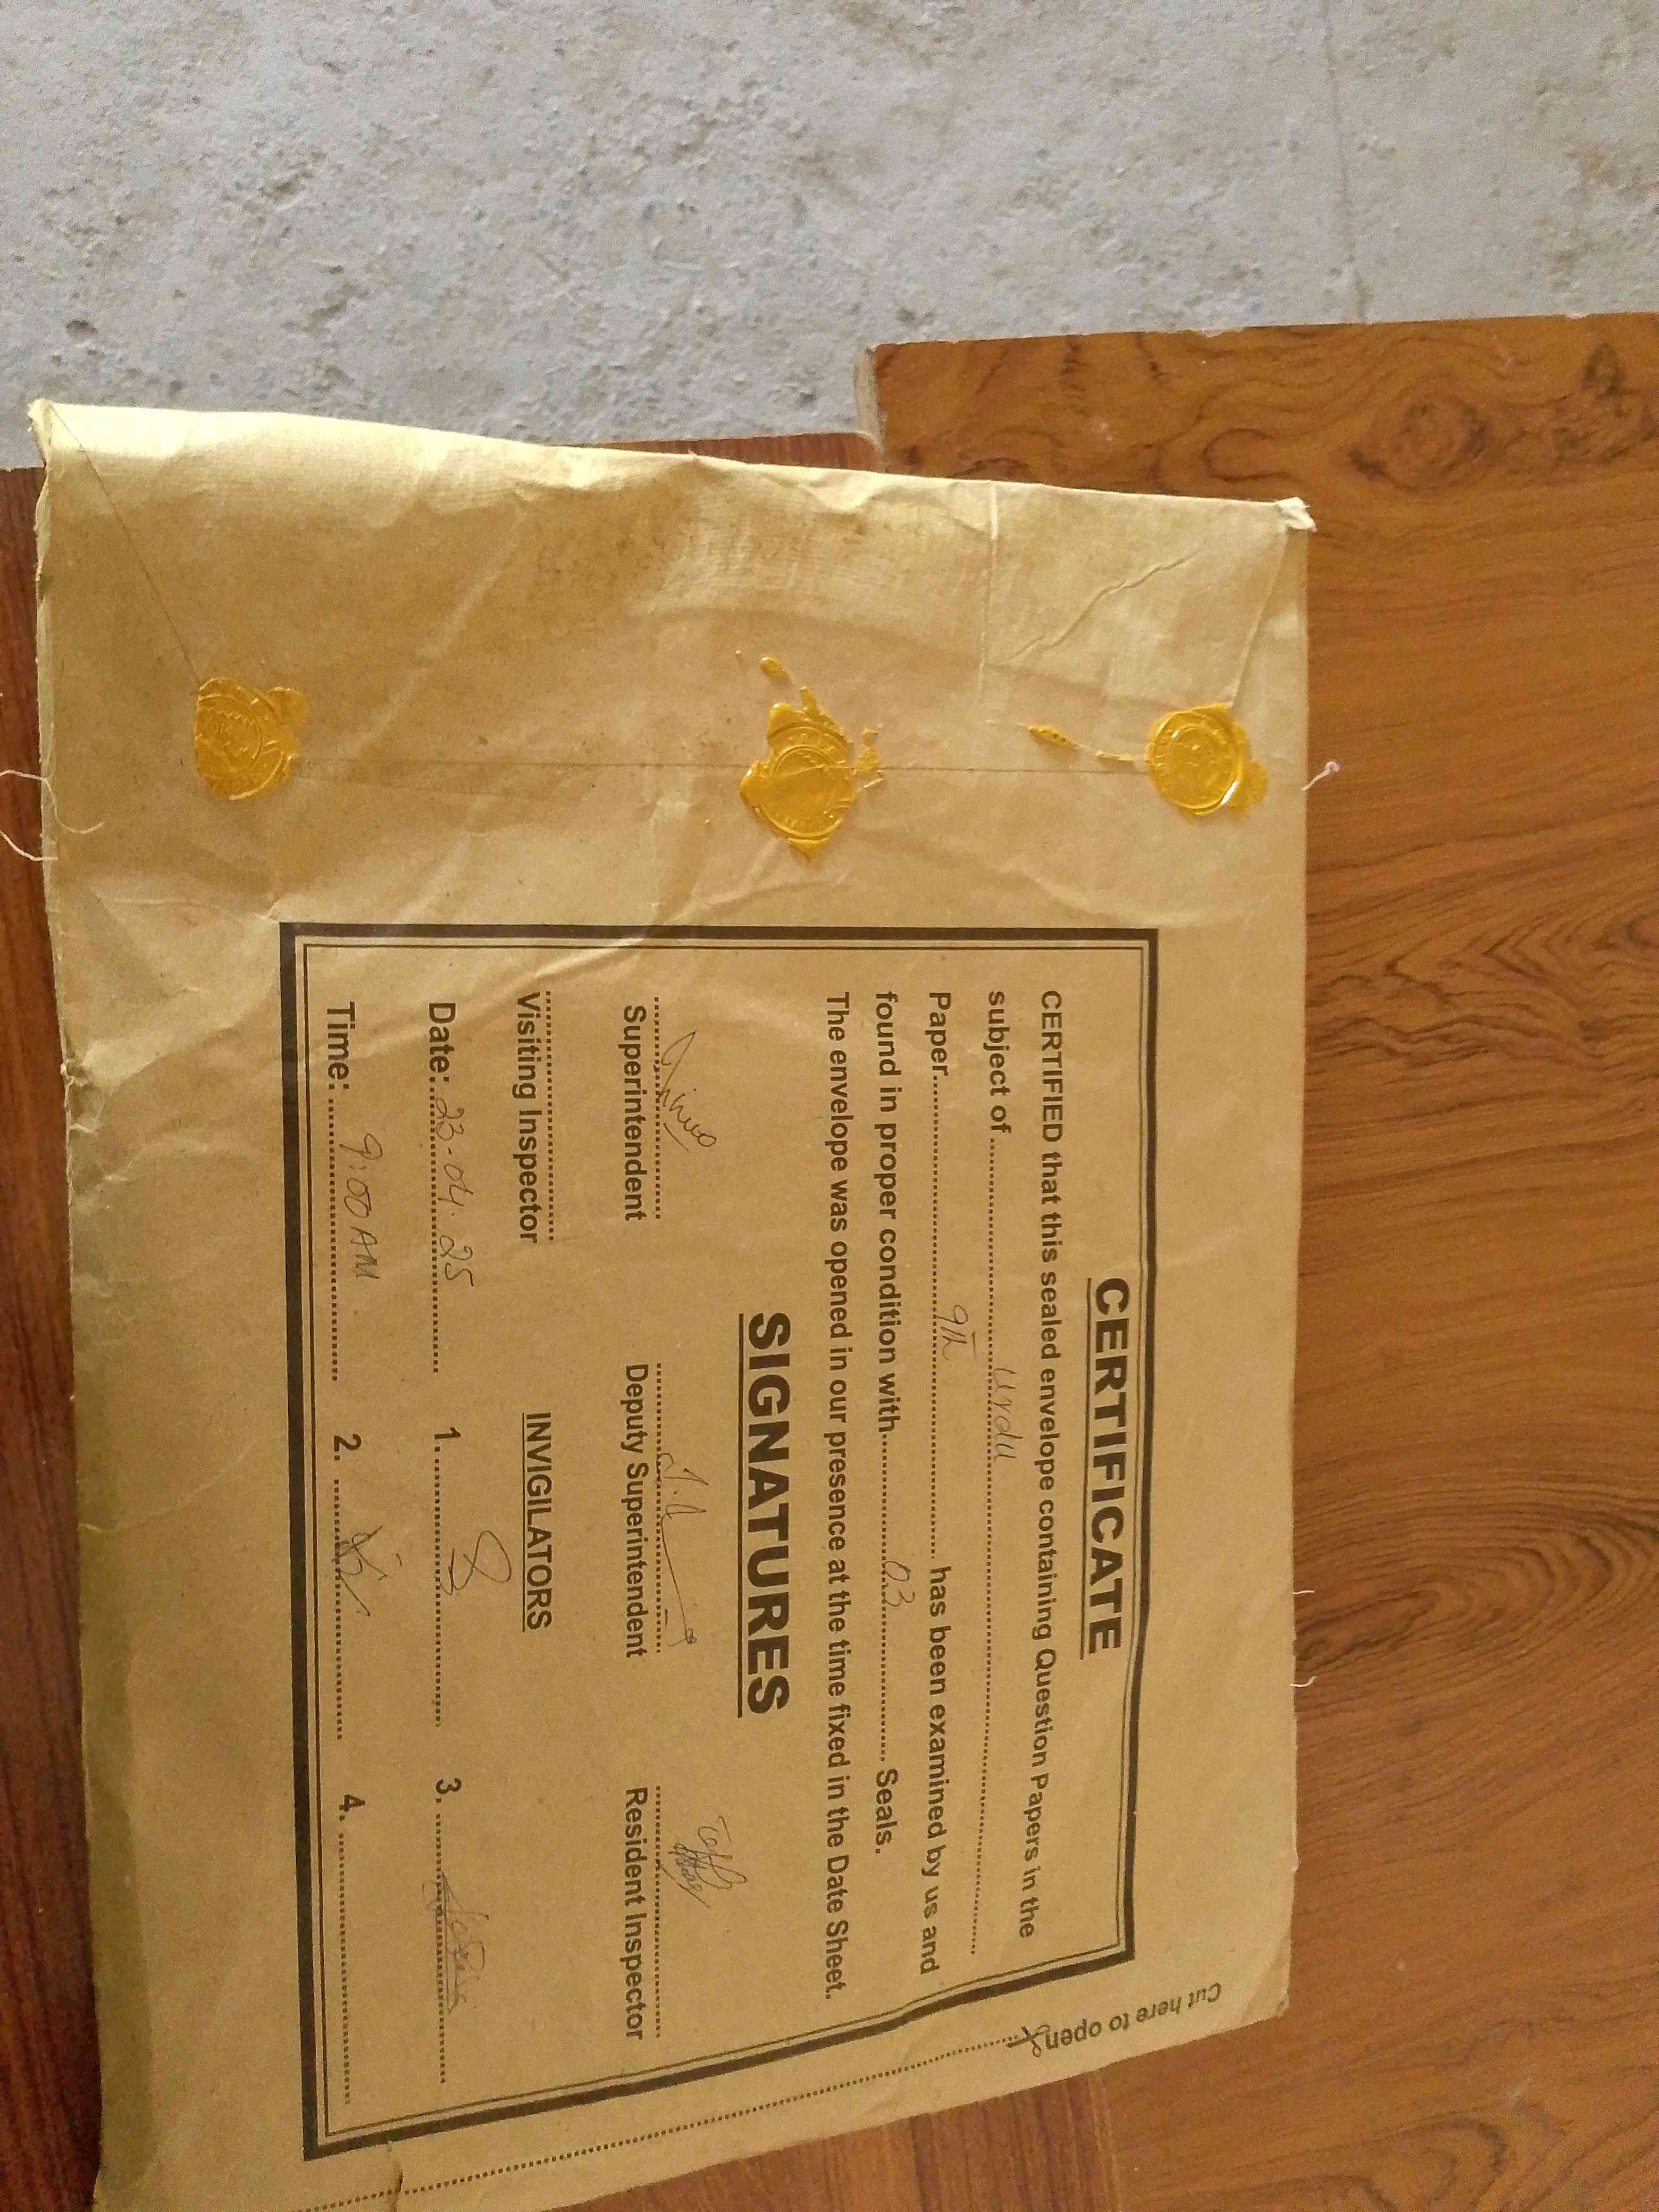 CERTIFICATE
CERTIFIED that this sealed envelope containing Question Papers in the
subject of Urdu
Paper 9th has been examined by us and
found in proper condition with 03 Seals.
The envelope was opened in our presence at the time fixed in the Date Sheet.
SIGNATURES
Superintendent Deputy Superintendent Resident Inspector
Visiting Inspector INVIGILATORS
Date: 23-04-25 1. 3.
Time: 9:00 AM 2. 4.
Cut here to open